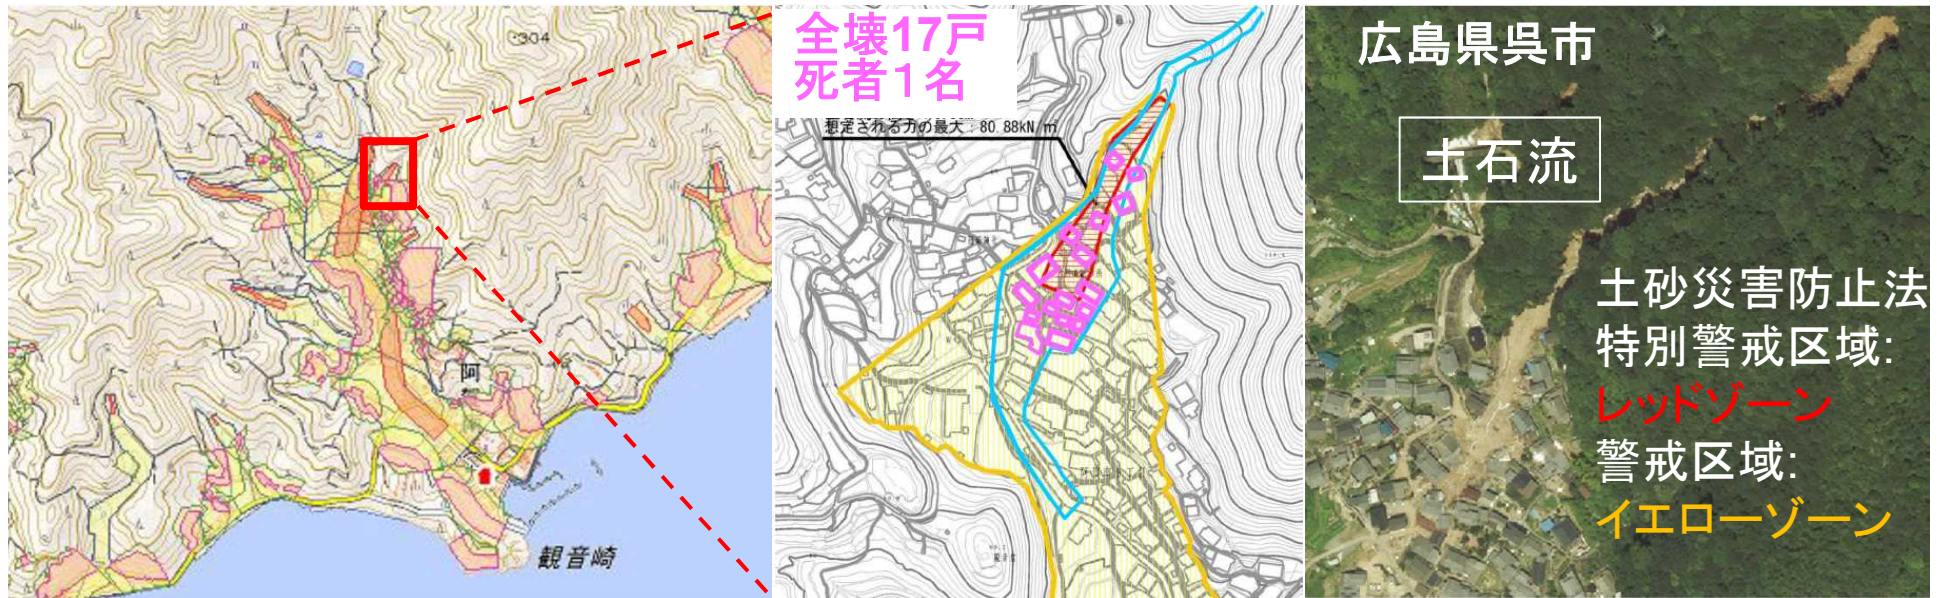 304
阿
観音崎
全壊17戸
死者1名
想定される力の最大：80.88kN/㎡
広島県呉市
土石流
土砂災害防止法
特別警戒区域:
レッドゾーン
警戒区域:
イエローゾーン